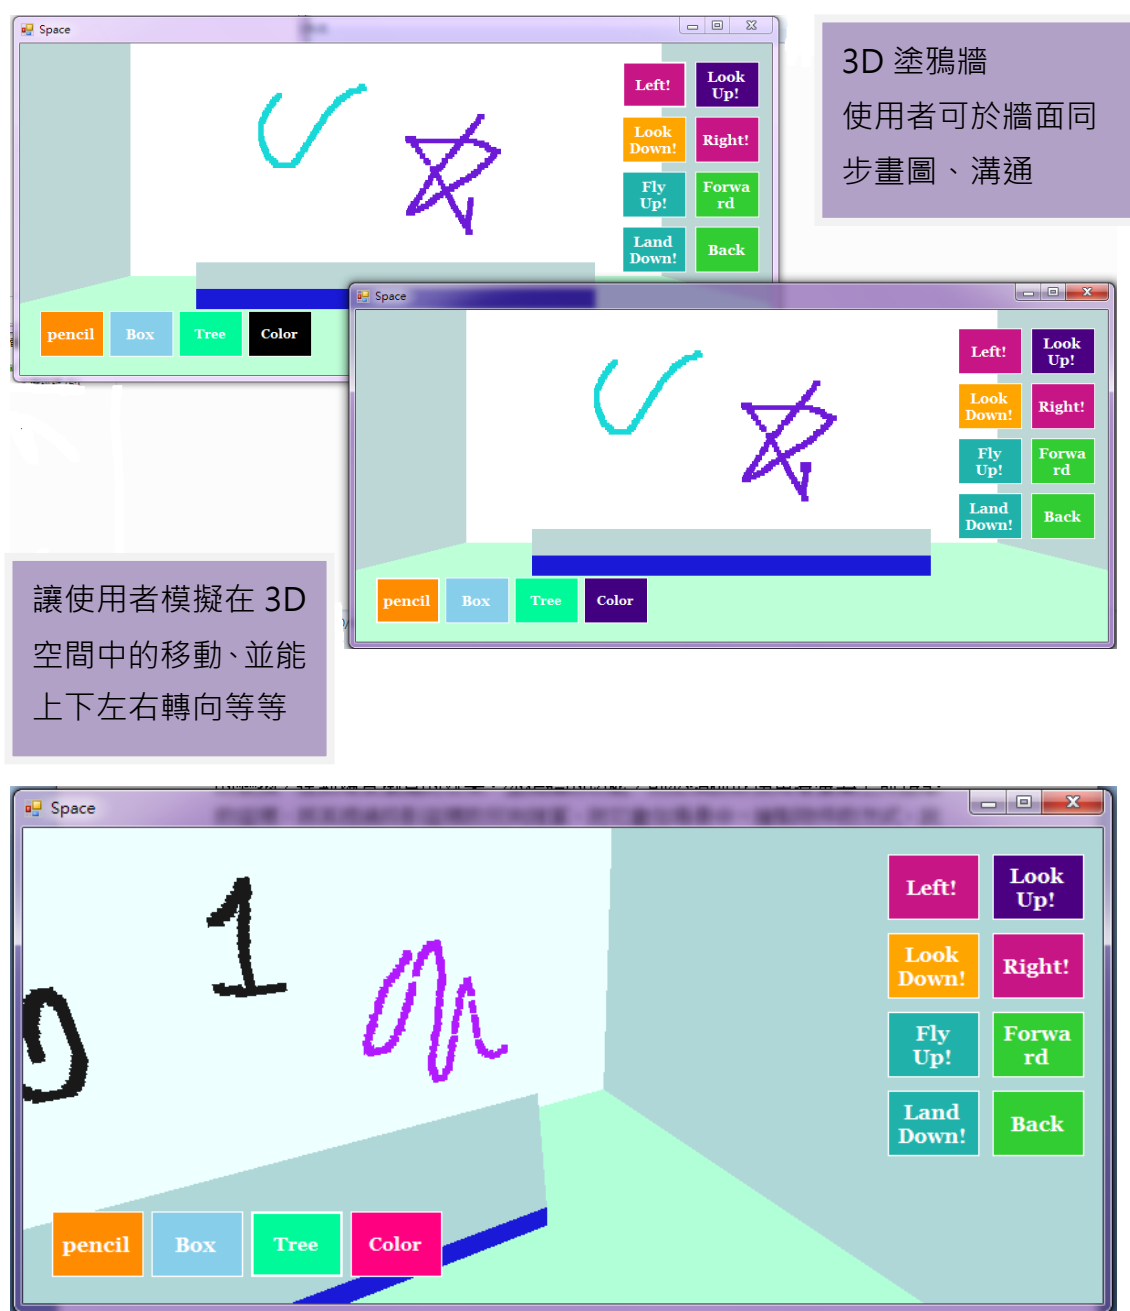 Space
Left!
Look
Up!
Look
Down!
Right!
Fly
Up!
Forwa
rd
Land
Down!
Back
pencil
Box
Tree
Color
3D 塗鴉牆
使用者可於牆面同
步畫圖、溝通
Space
Left!
Look
Up!
Look
Down!
Right!
Fly
Up!
Forwa
rd
Land
Down!
Back
pencil
Box
Tree
Color
讓使用者模擬在 3D
空間中的移動、並能
上下左右轉向等等
Space
1
Left!
Look
Up!
Look
Down!
Right!
Fly
Up!
Forwa
rd
Land
Down!
Back
pencil
Box
Tree
Color